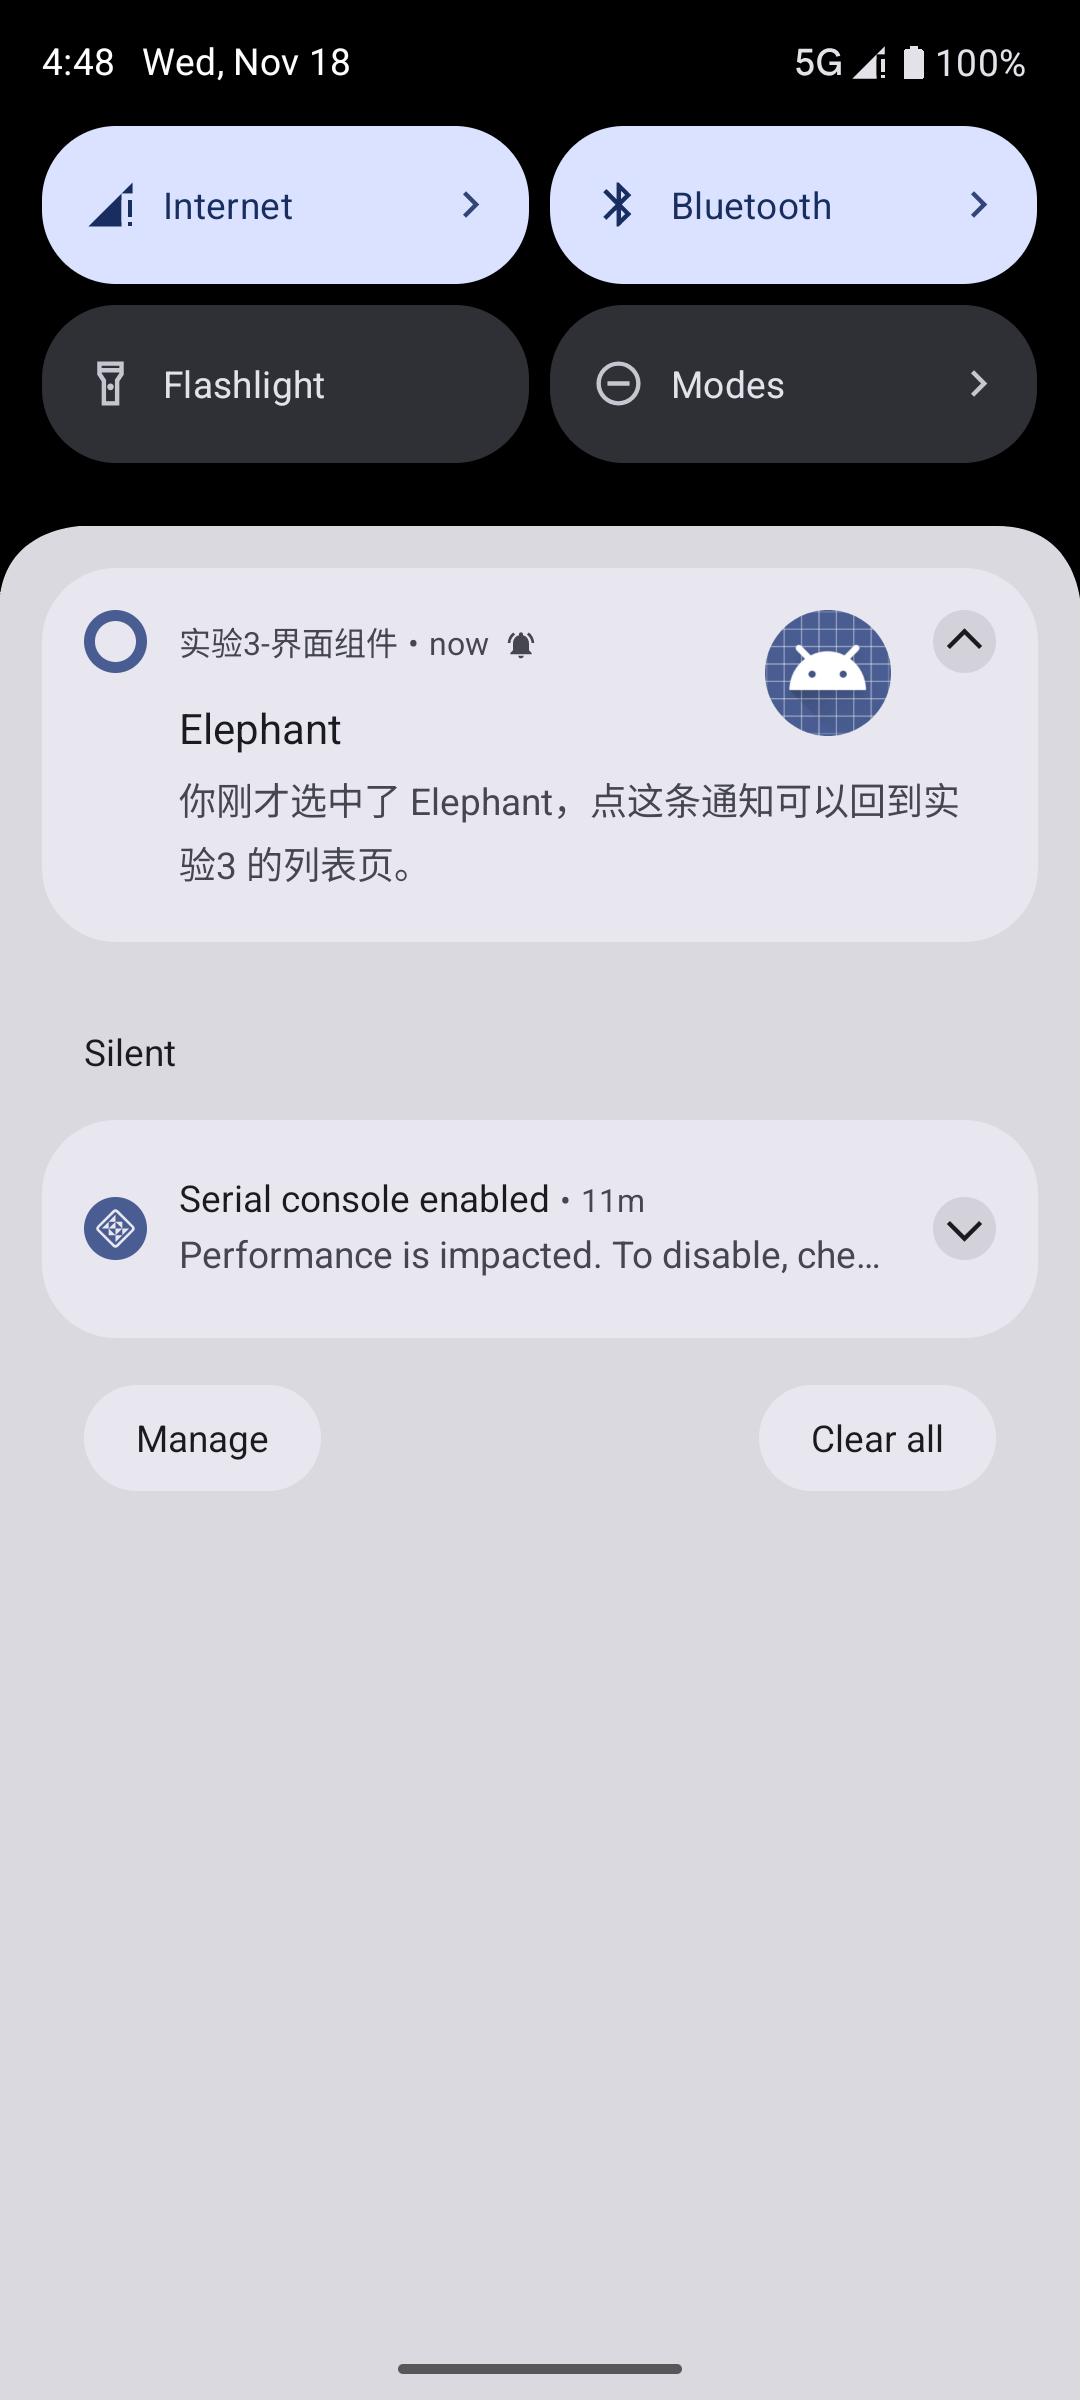 4:48 Wed, Nov 18 5G 100%
Internet Bluetooth
Flashlight Modes
实验3-界面组件 • now
Elephant
你刚才选中了 Elephant，点这条通知可以回到实
验3 的列表页。
Silent
Serial console enabled • 11m
Performance is impacted. To disable, che…
Manage Clear all